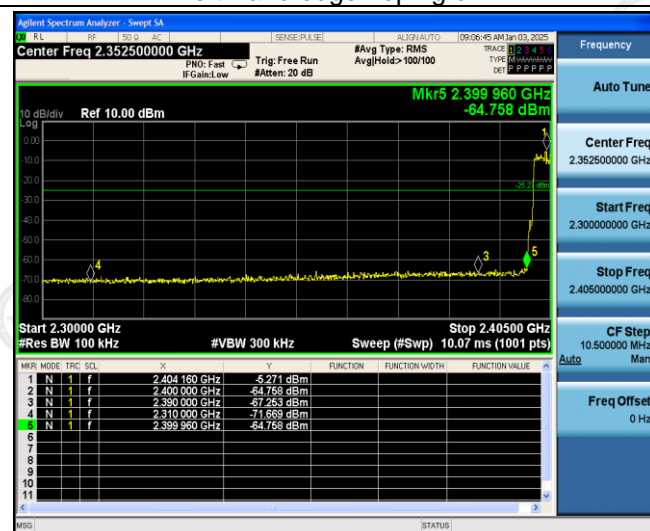 Agilent Spectrum Analyzer - Swept SA
RL RF 50 Ω AC SENSE:PULSE ALIGN AUTO 09:06:45 AM Jan 03, 2025
Center Freq 2.352500000 GHz
PNO: Fast
IFGain:Low
Trig: Free Run
#Atten: 20 dB
#Avg Type: RMS
Avg|Hold:>100/100
TRACE 1 2 3 4 5 6
TYPE M
DET P P P P P P
Mkr5 2.399 960 GHz
-64.758 dBm
10 dB/div Ref 10.00 dBm
Log
1
0.00
-10.0
-20.0
-25.27 dBm
-30.0
-40.0
-50.0
3
5
4
-60.0
-70.0
-80.0
Start 2.30000 GHz Stop 2.40500 GHz
#Res BW 100 kHz #VBW 300 kHz Sweep (#Swp) 10.07 ms (1001 pts)
MKR MODE TRC SCL X Y FUNCTION FUNCTION WIDTH FUNCTION VALUE
1 N 1 f 2.404 160 GHz -5.271 dBm
2 N 1 f 2.400 000 GHz -64.758 dBm
3 N 1 f 2.390 000 GHz -67.253 dBm
4 N 1 f 2.310 000 GHz -71.669 dBm
5 N 1 f 2.399 960 GHz -64.758 dBm
6
7
8
9
10
11
MSG STATUS
Frequency
Auto Tune
Center Freq
2.352500000 GHz
Start Freq
2.300000000 GHz
Stop Freq
2.405000000 GHz
CF Step
10.500000 MHz
Auto Man
Freq Offset
0 Hz